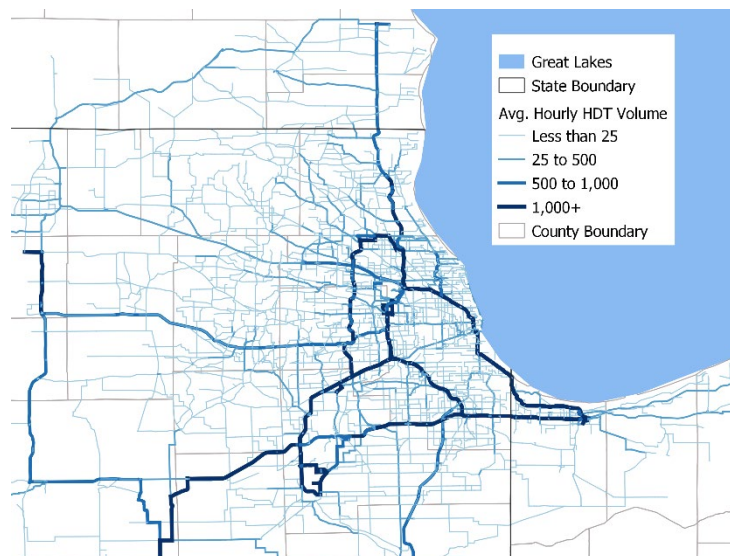 Great Lakes
State Boundary
Avg. Hourly HDT Volume
Less than 25
25 to 500
500 to 1,000
1,000+
County Boundary